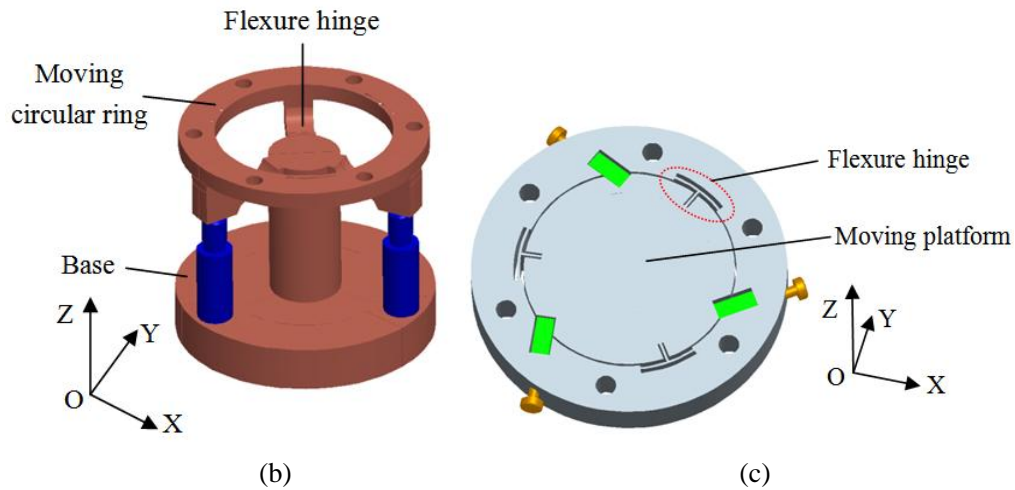 Flexure hinge
Moving
circular ring
Base
Z
Y
O
X
(b)
Flexure hinge
Moving platform
Z
Y
O
X
(c)